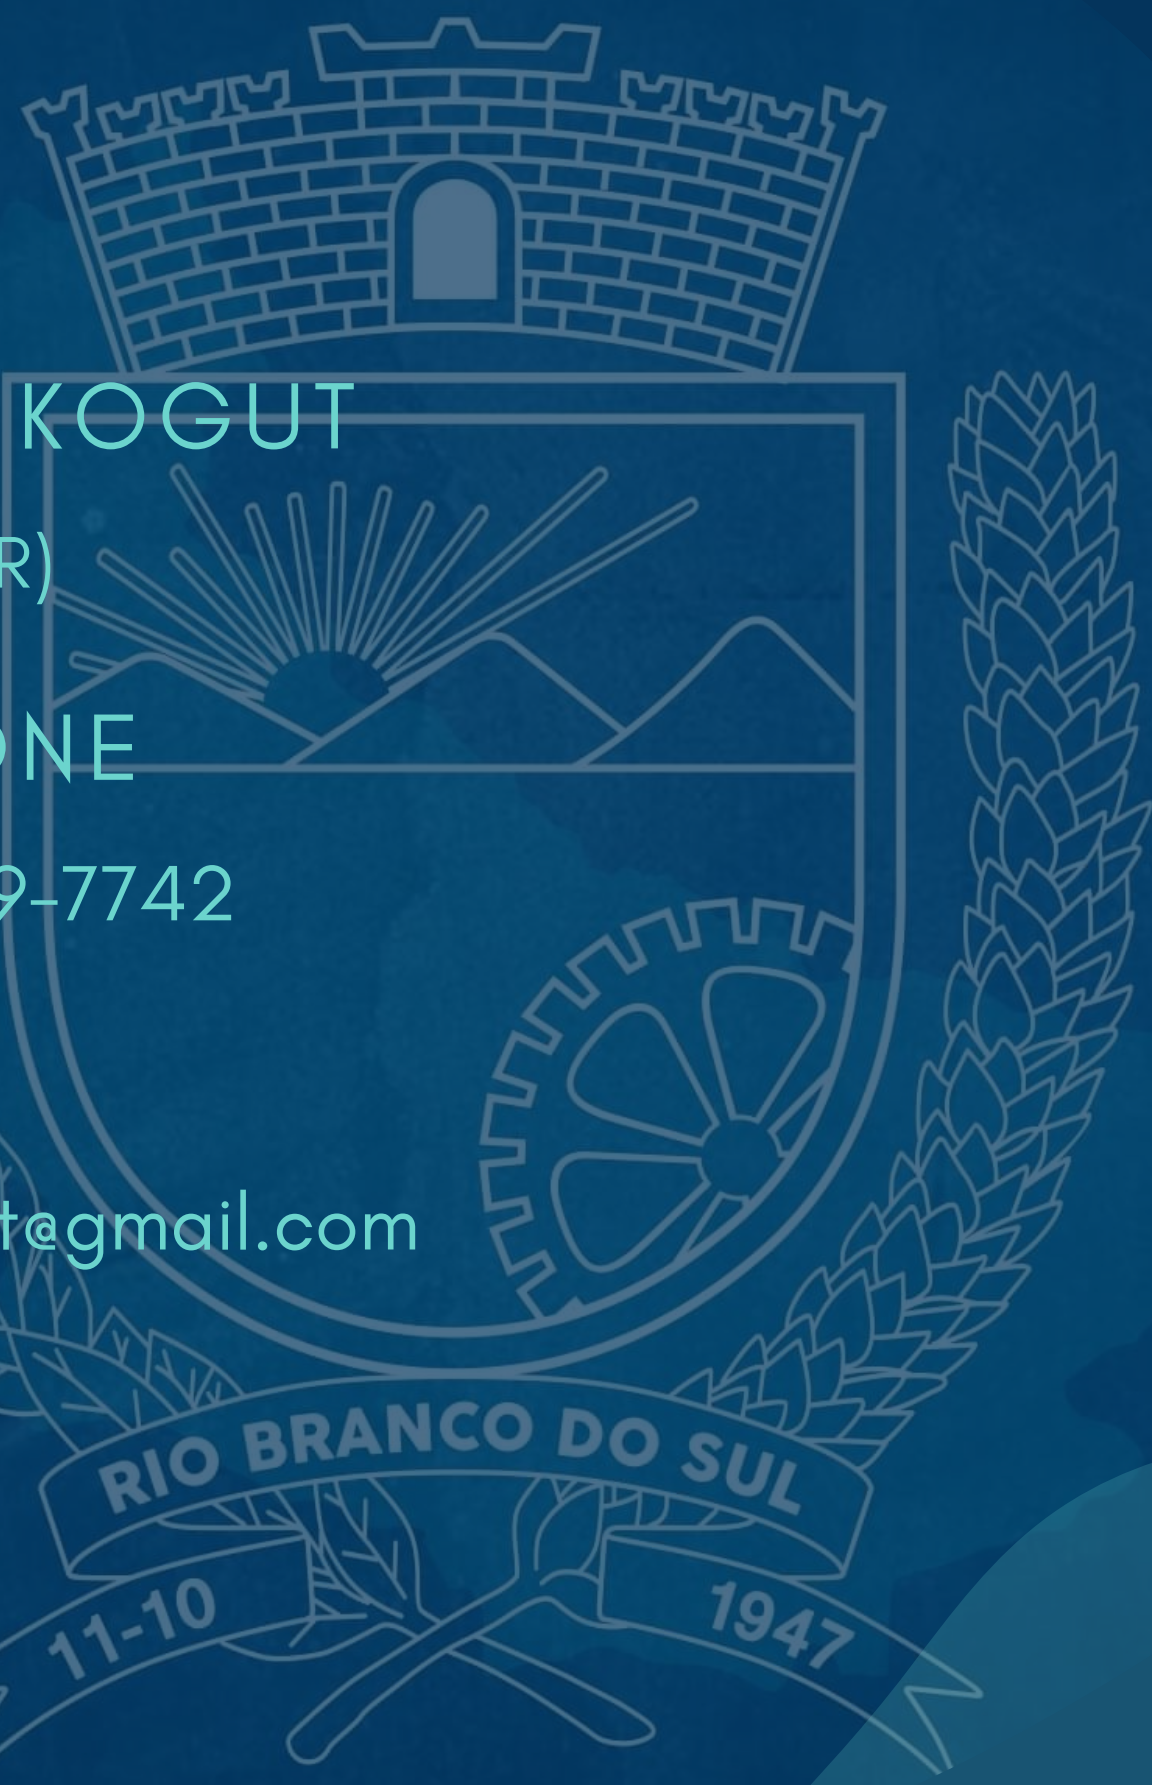 KOGUT
R)
ONE
9-7742
t@gmail.com
RIO BRANCO DO SUL
11-10
1947